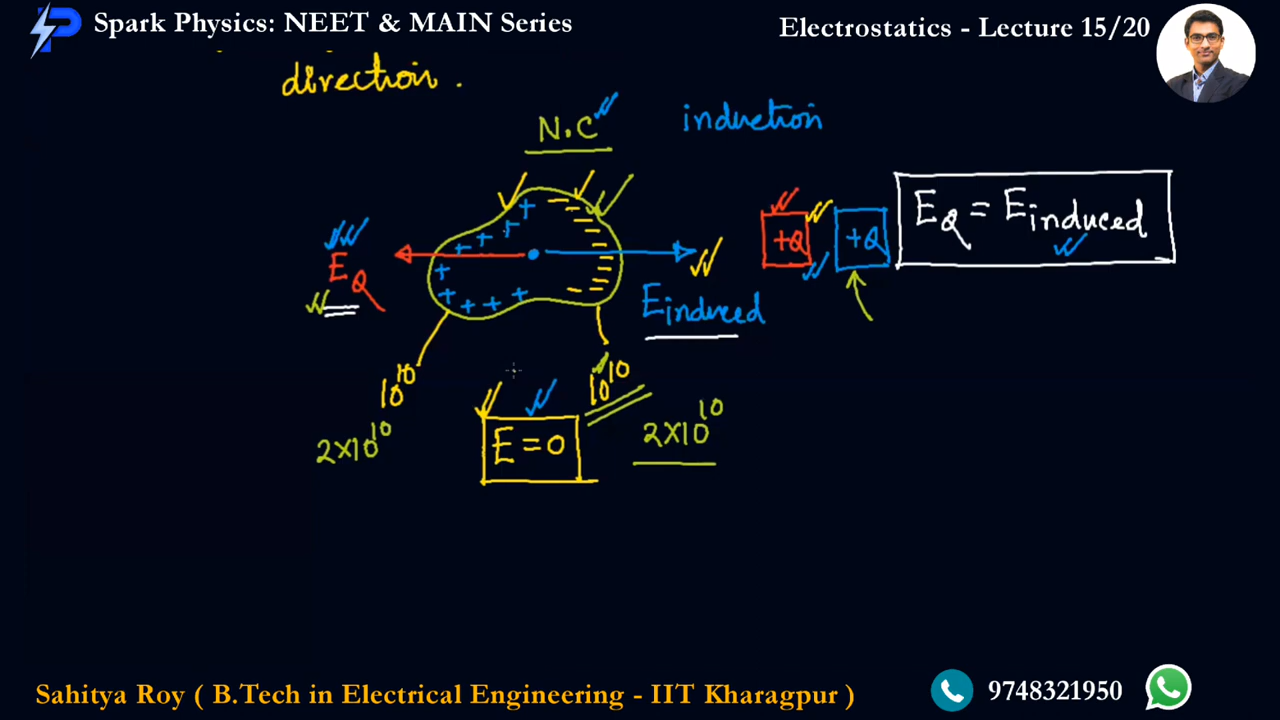 Spark Physics: NEET & MAIN Series
Electrostatics - Lecture 15/20
direction.
N.C
induction
+Q
+Q
EQ = Einduced
EQ
Einduced
10^10
10^10
2×10^10
2×10^10
E = 0
Sahitya Roy ( B.Tech in Electrical Engineering - IIT Kharagpur )
9748321950